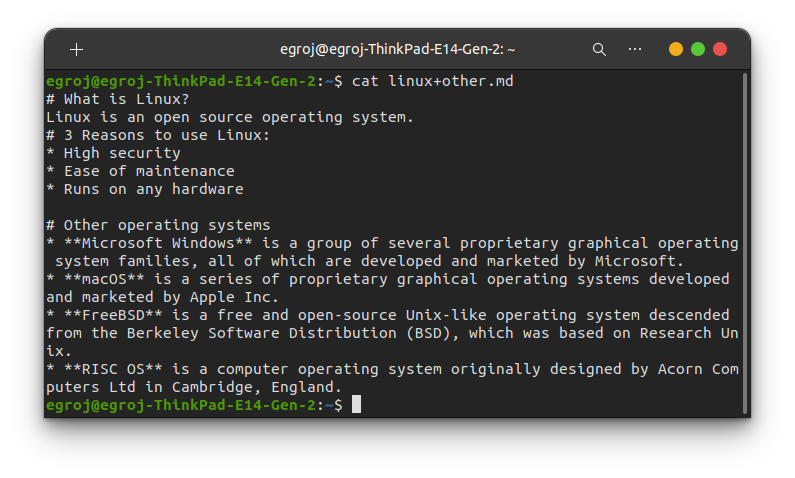 egroj@egroj-ThinkPad-E14-Gen-2: ~
egroj@egroj-ThinkPad-E14-Gen-2:~$ cat linux+other.md
# What is Linux?
Linux is an open source operating system.
# 3 Reasons to use Linux:
* High security
* Ease of maintenance
* Runs on any hardware

# Other operating systems
* **Microsoft Windows** is a group of several proprietary graphical operating
 system families, all of which are developed and marketed by Microsoft.
* **macOS** is a series of proprietary graphical operating systems developed
and marketed by Apple Inc.
* **FreeBSD** is a free and open-source Unix-like operating system descended
from the Berkeley Software Distribution (BSD), which was based on Research Un
ix.
* **RISC OS** is a computer operating system originally designed by Acorn Com
puters Ltd in Cambridge, England.
egroj@egroj-ThinkPad-E14-Gen-2:~$